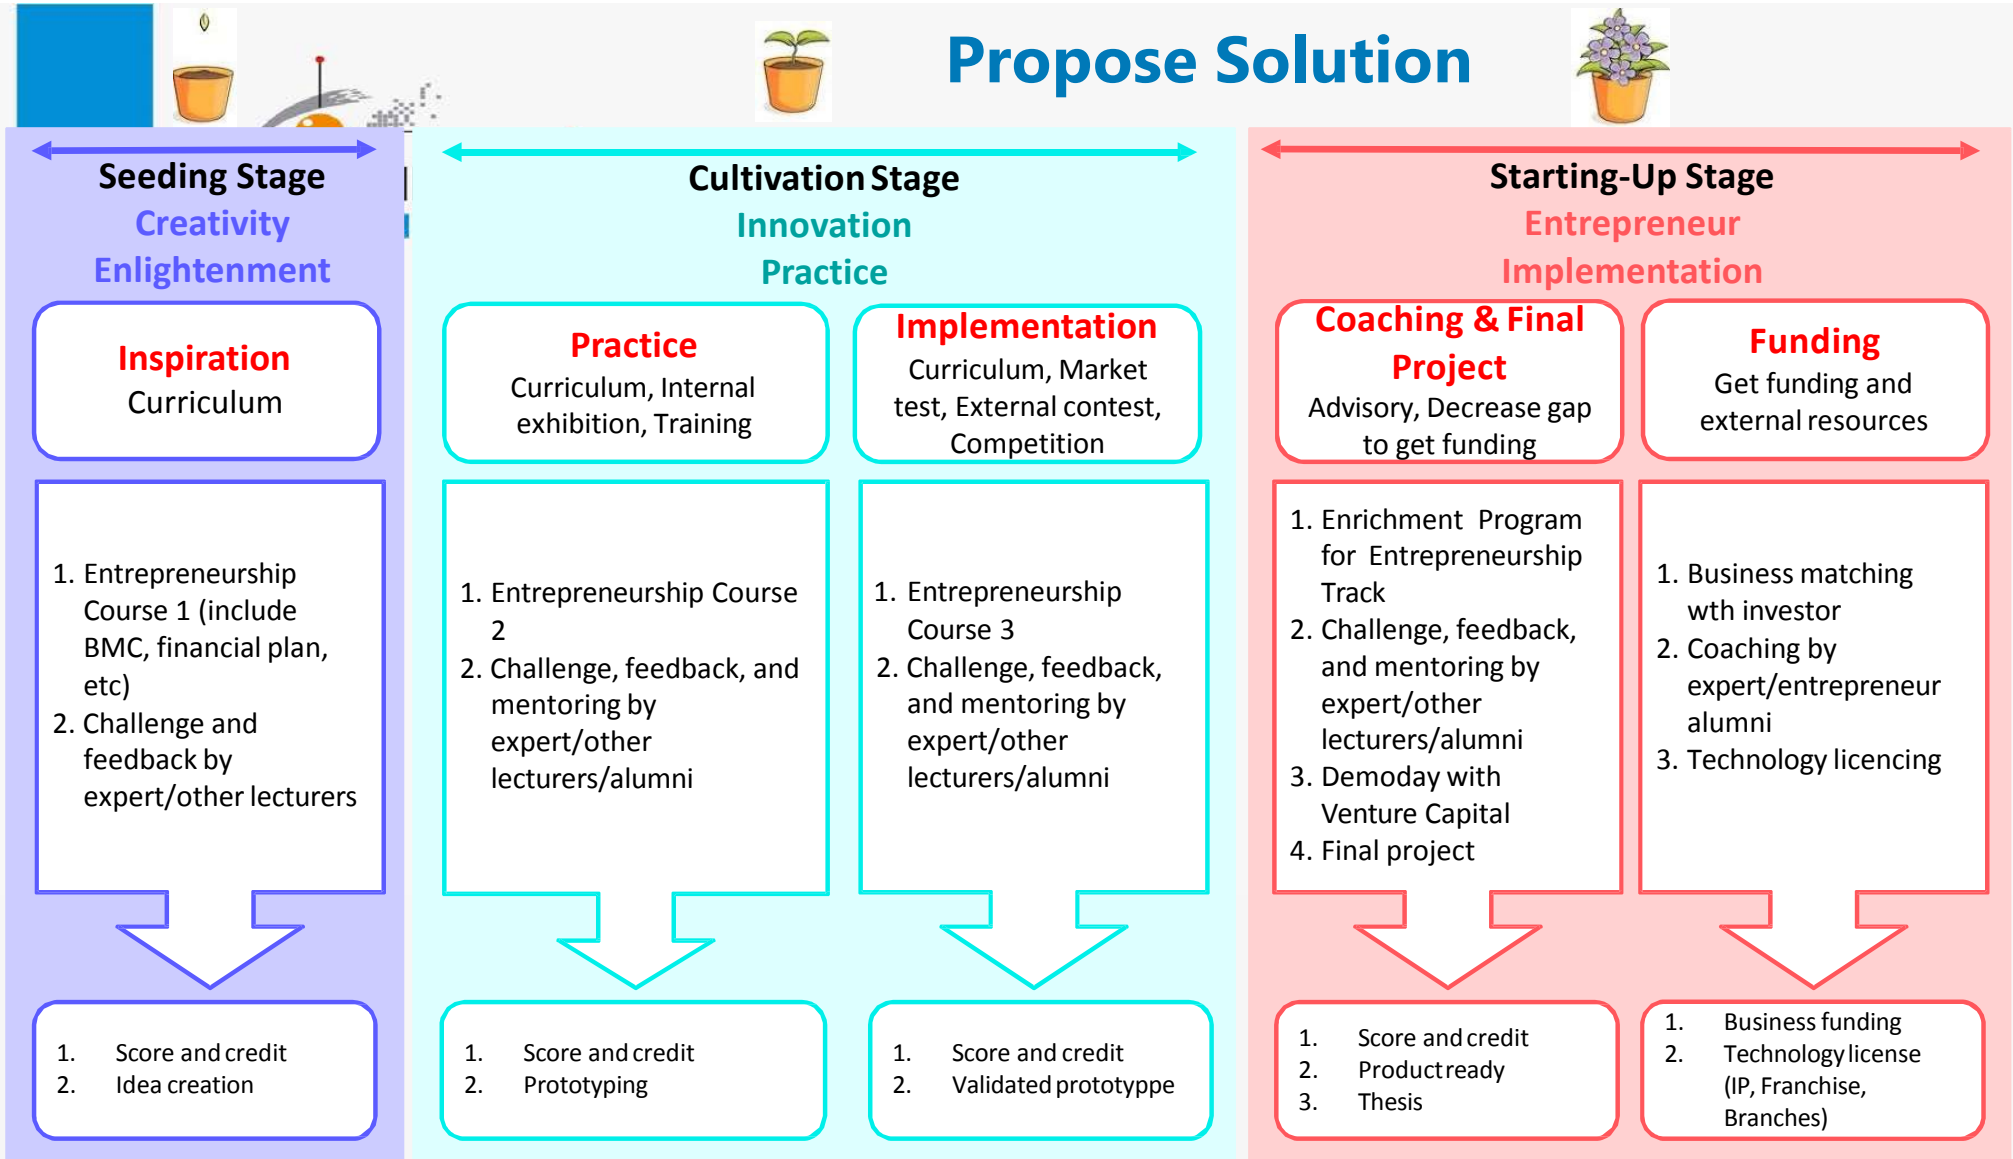 Propose Solution
Seeding Stage
Creativity
Enlightenment
Inspiration
Curriculum
1. Entrepreneurship
Course 1 (include
BMC, financial plan,
etc)
2. Challenge and
feedback by
expert/other lecturers
1. Score and credit
2. Idea creation
Cultivation Stage
Innovation
Practice
Practice
Curriculum, Internal
exhibition, Training
1. Entrepreneurship Course
2
2. Challenge, feedback, and
mentoring by
expert/other
lecturers/alumni
1. Score and credit
2. Prototyping
Implementation
Curriculum, Market
test, External contest,
Competition
1. Entrepreneurship
Course 3
2. Challenge, feedback,
and mentoring by
expert/other
lecturers/alumni
1. Score and credit
2. Validated prototyppe
Starting-Up Stage
Entrepreneur
Implementation
Coaching & Final
Project
Advisory, Decrease gap
to get funding
1. Enrichment Program
for Entrepreneurship
Track
2. Challenge, feedback,
and mentoring by
expert/other
lecturers/alumni
3. Demoday with
Venture Capital
4. Final project
1. Score and credit
2. Product ready
3. Thesis
Funding
Get funding and
external resources
1. Business matching
wth investor
2. Coaching by
expert/entrepreneur
alumni
3. Technology licencing
1. Business funding
2. Technology license
(IP, Franchise,
Branches)